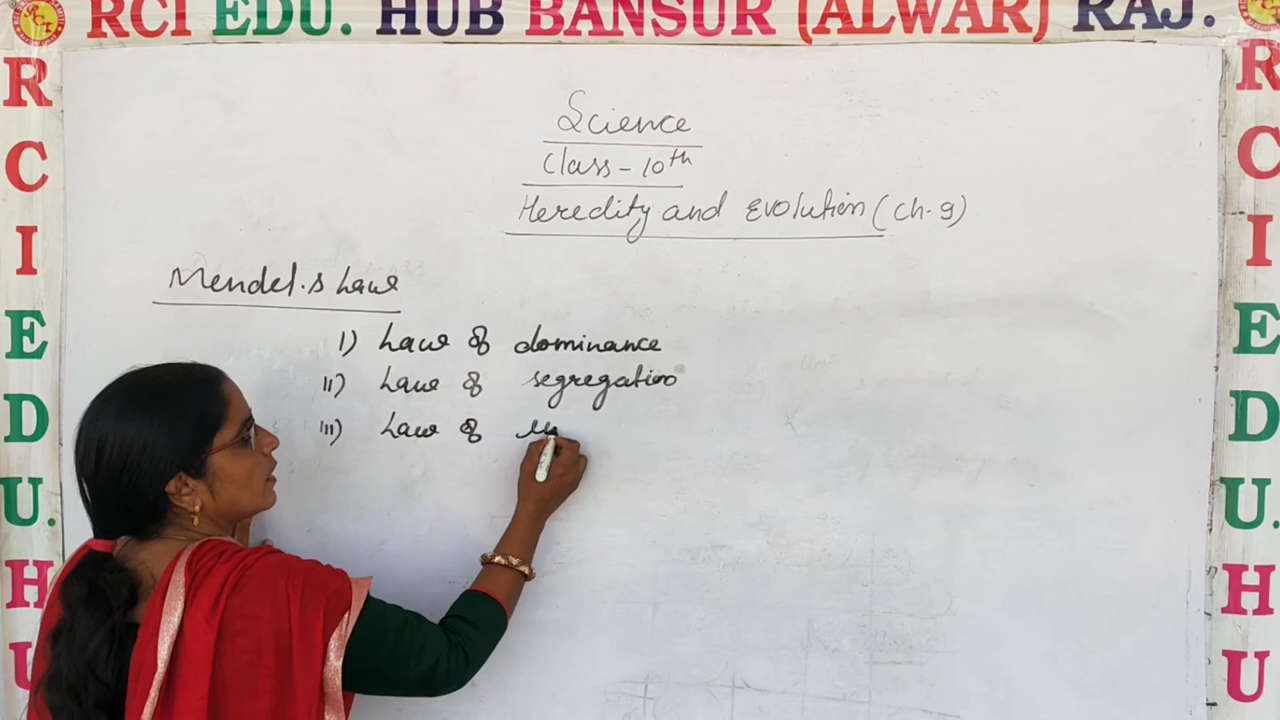 RCI EDU. HUB BANSUR (ALWAR) RAJ.
Science
Class - 10th
Heredity and Evolution (Ch. 9)
Mendel.s Law
I) Law of dominance
II) Law of segregation
III) Law of
R
C
I
E
D
U.
H
U
R
C
I
E
D
U.
H
U